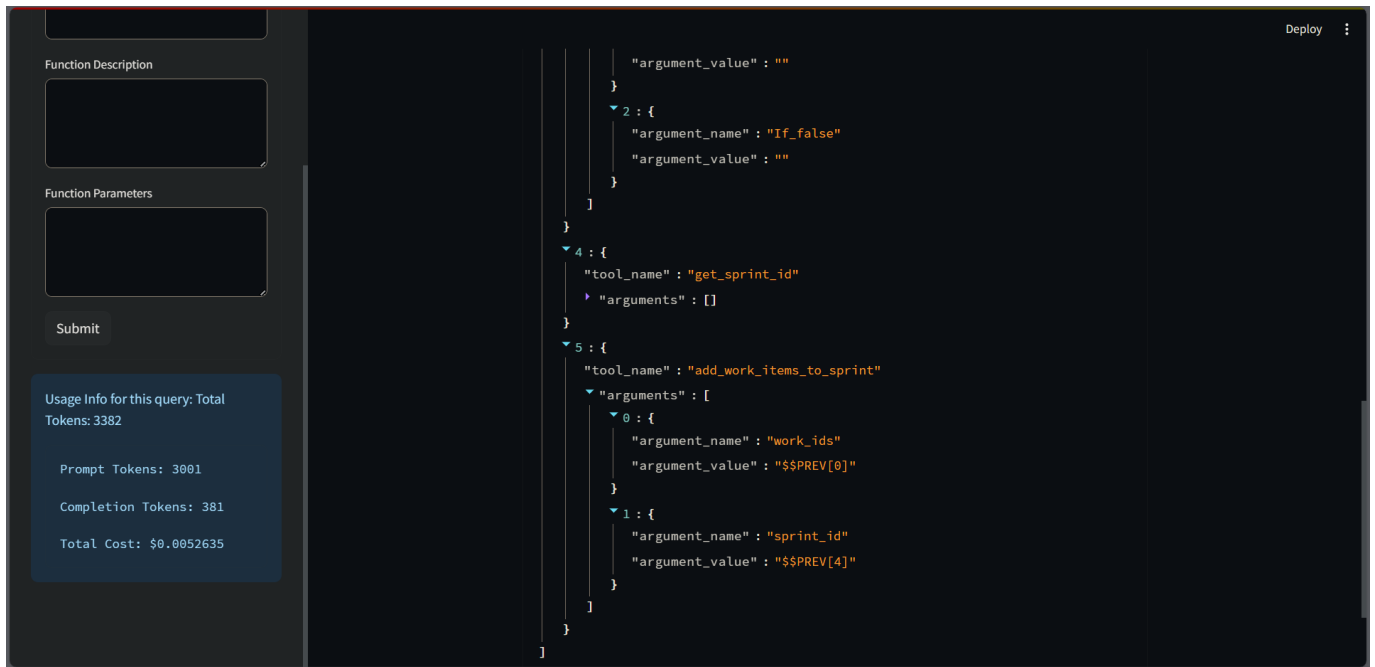 Deploy
Function Description
Function Parameters
Submit
Usage Info for this query: Total
Tokens: 3382
Prompt Tokens: 3001
Completion Tokens: 381
Total Cost: $0.0052635
"argument_value" : ""
}
2 : {
"argument_name" : "If_false"
"argument_value" : ""
}
]
}
4 : {
"tool_name" : "get_sprint_id"
"arguments" : []
}
5 : {
"tool_name" : "add_work_items_to_sprint"
"arguments" : [
0 : {
"argument_name" : "work_ids"
"argument_value" : "$$PREV[0]"
}
1 : {
"argument_name" : "sprint_id"
"argument_value" : "$$PREV[4]"
}
]
}
]